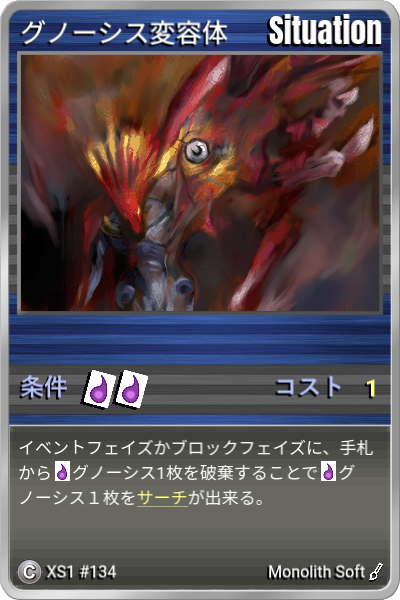 グノーシス変容体 Situation
条件 コスト 1
イベントフェイズかブロックフェイズに、手札
からグノーシス1枚を破棄することでグ
ノーシス１枚をサーチが出来る。
C XS1 #134 Monolith Soft